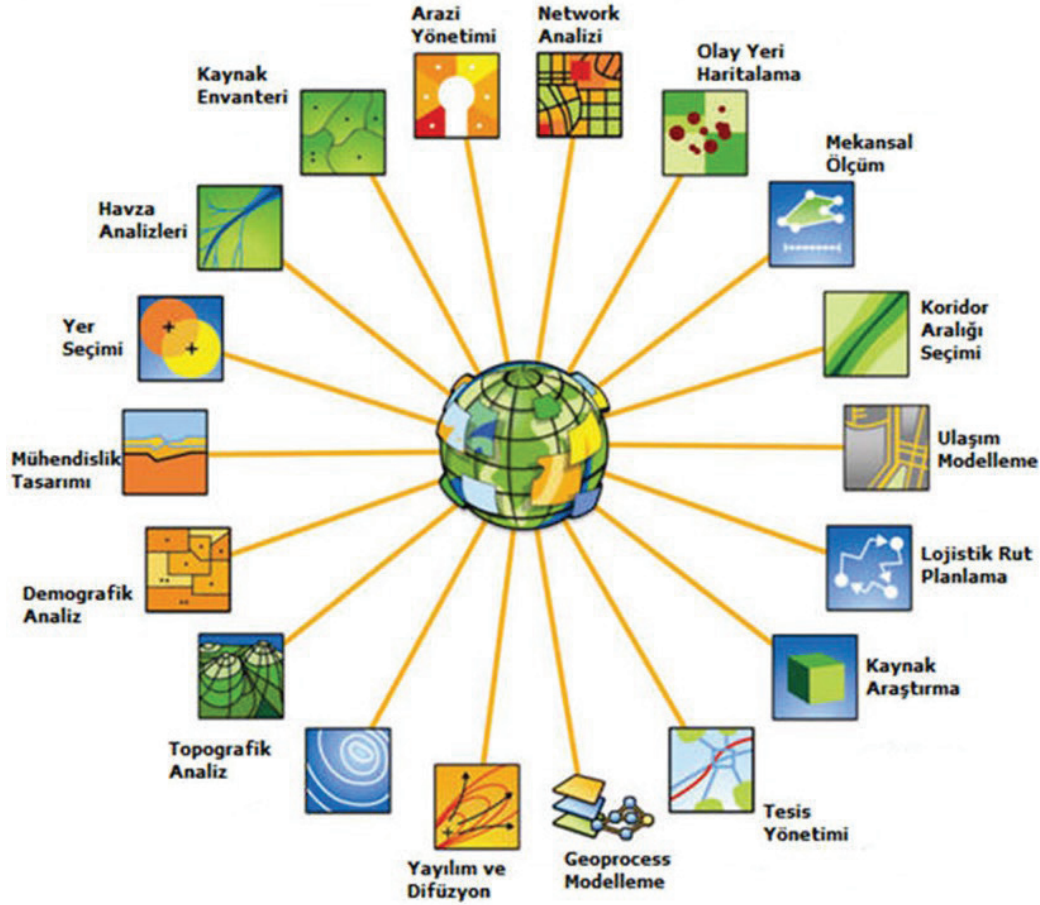 Arazi
Yönetimi
Network
Analizi
Olay Yeri
Haritalama
Mekansal
Ölçüm
Koridor
Aralığı
Seçimi
Ulaşım
Modelleme
Lojistik Rut
Planlama
Kaynak
Araştırma
Tesis
Yönetimi
Geoprocess
Modelleme
Yayılım ve
Difüzyon
Topografik
Analiz
Demografik
Analiz
Mühendislik
Tasarımı
Yer
Seçimi
Havza
Analizleri
Kaynak
Envanteri